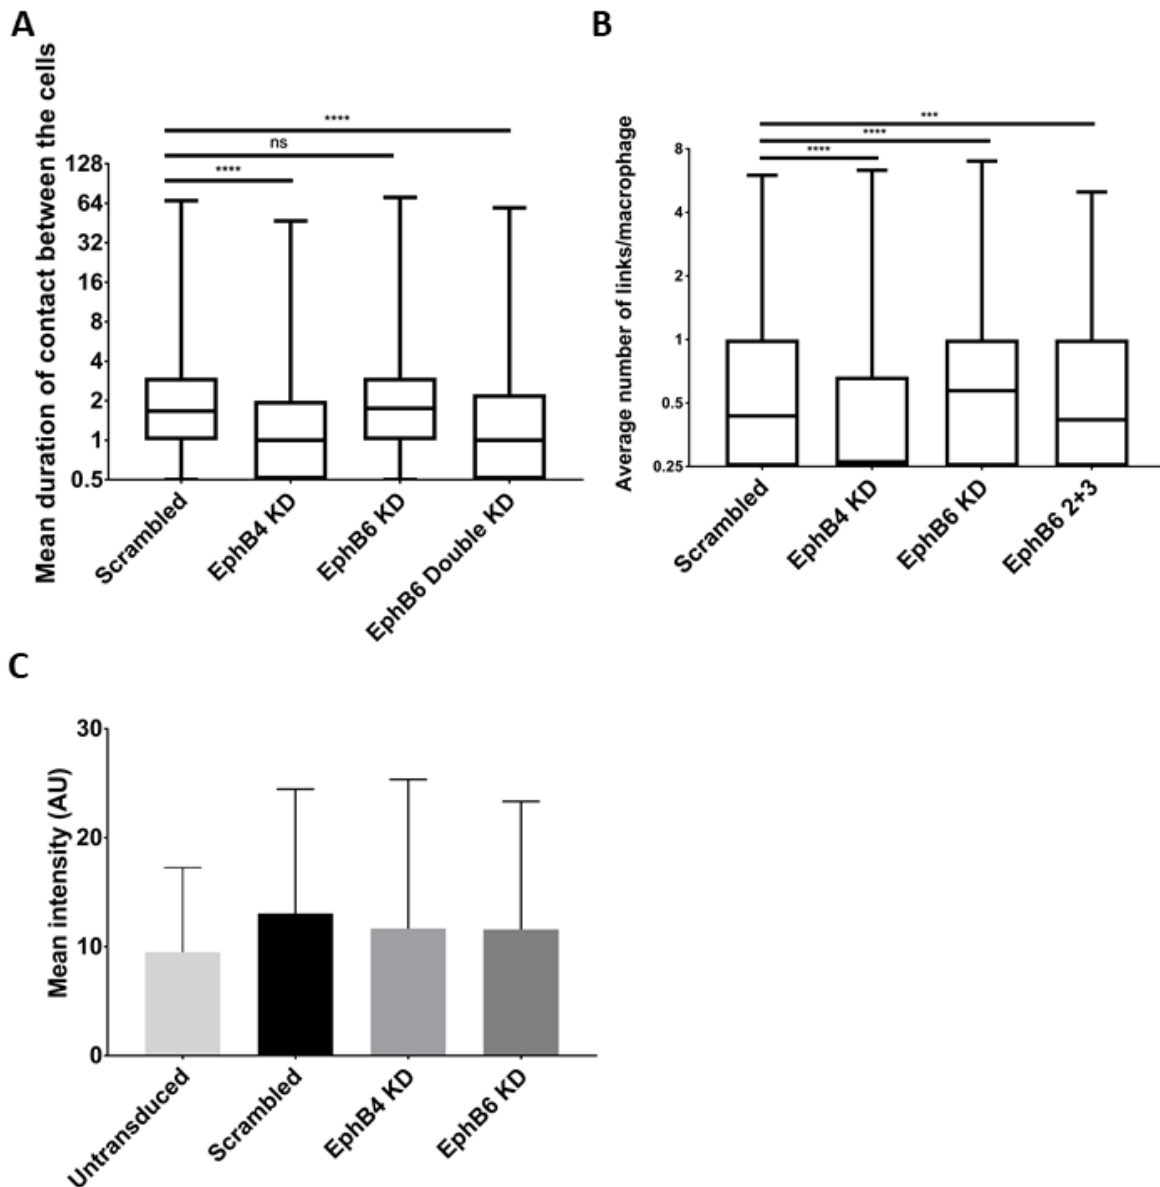 A
Mean duration of contact between the cells
128
64
32
16
8
4
2
1
0.5
****
ns
****
Scrambled
EphB4 KD
EphB6 KD
EphB6 Double KD
B
Average number of links/macrophage
8
4
2
1
0.5
0.25
***
****
****
Scrambled
EphB4 KD
EphB6 KD
EphB6 2+3
C
Mean intensity (AU)
30
20
10
0
Untransduced
Scrambled
EphB4 KD
EphB6 KD